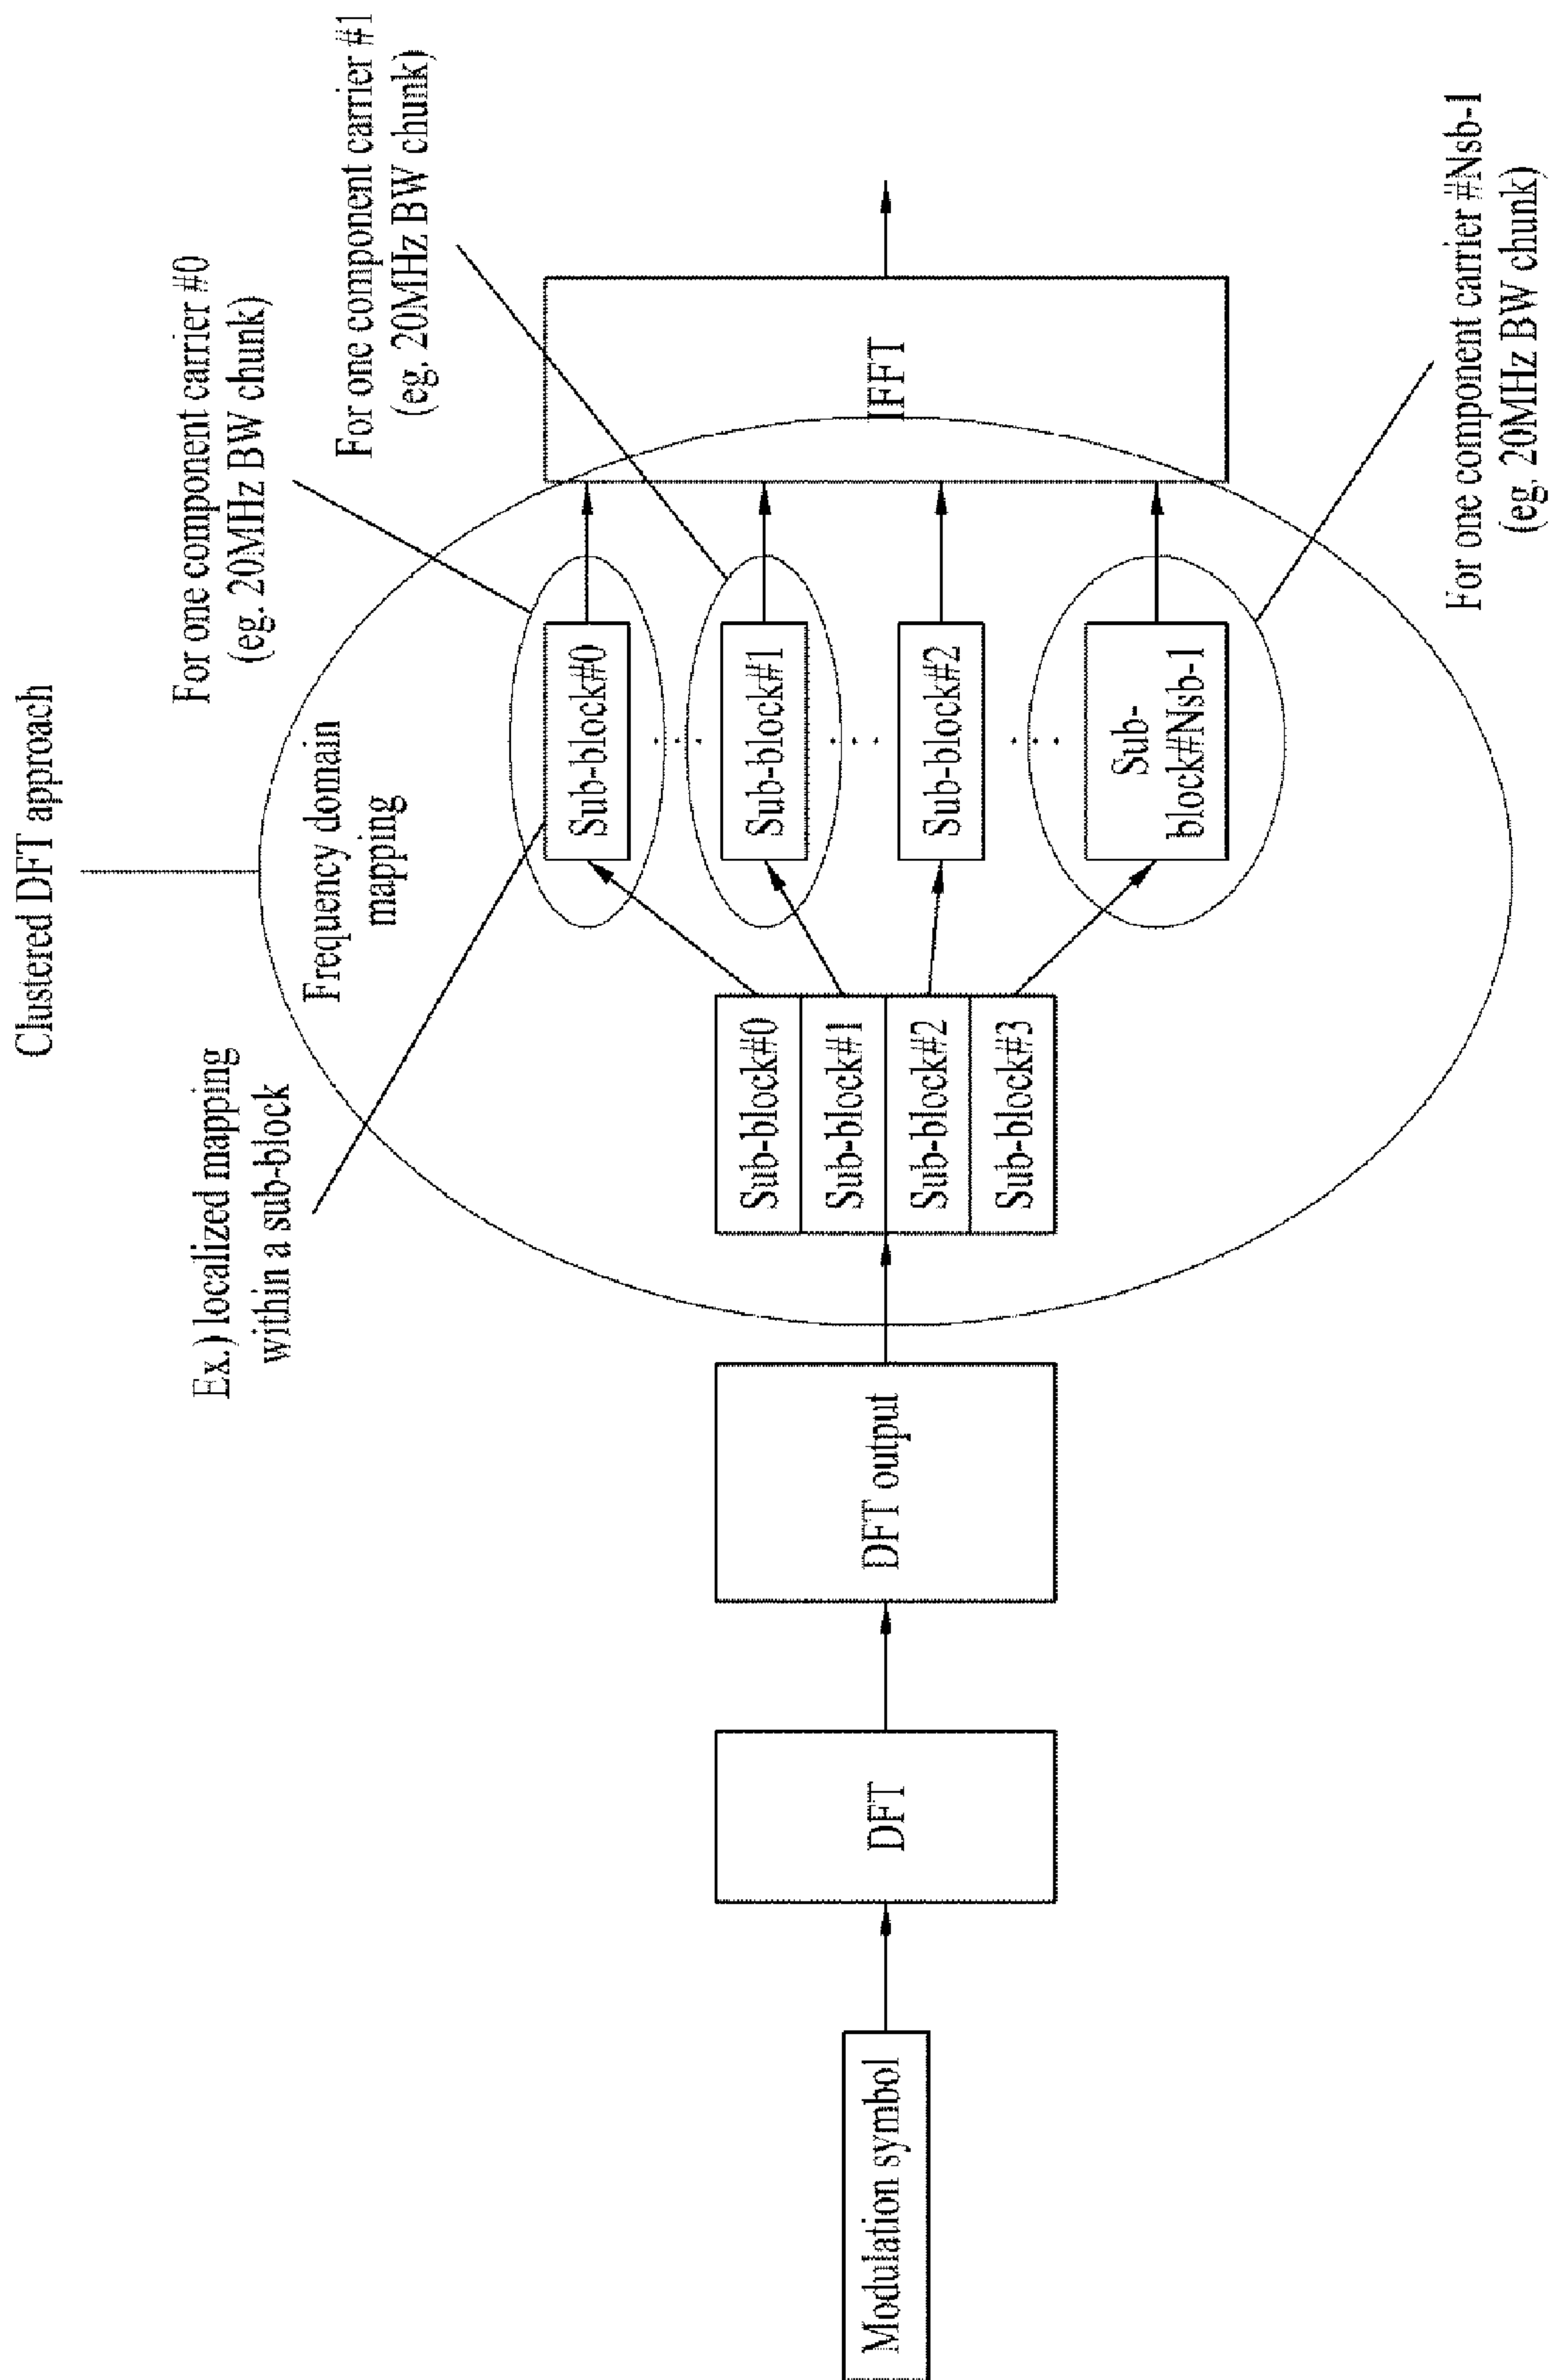 Clustered DFT approach
Ex.) localized mapping
within a sub-block
Frequency domain
mapping
For one component carrier #0
(eg. 20MHz BW chunk)
For one component carrier #1
(eg. 20MHz BW chunk)
Modulation symbol
DFT
DFT output
Sub-block#0
Sub-block#1
Sub-block#2
Sub-block#3
Sub-block#0
Sub-block#1
Sub-block#2
Sub-
block#Nsb-1
IFFT
For one component carrier #Nsb-1
(eg. 20MHz BW chunk)